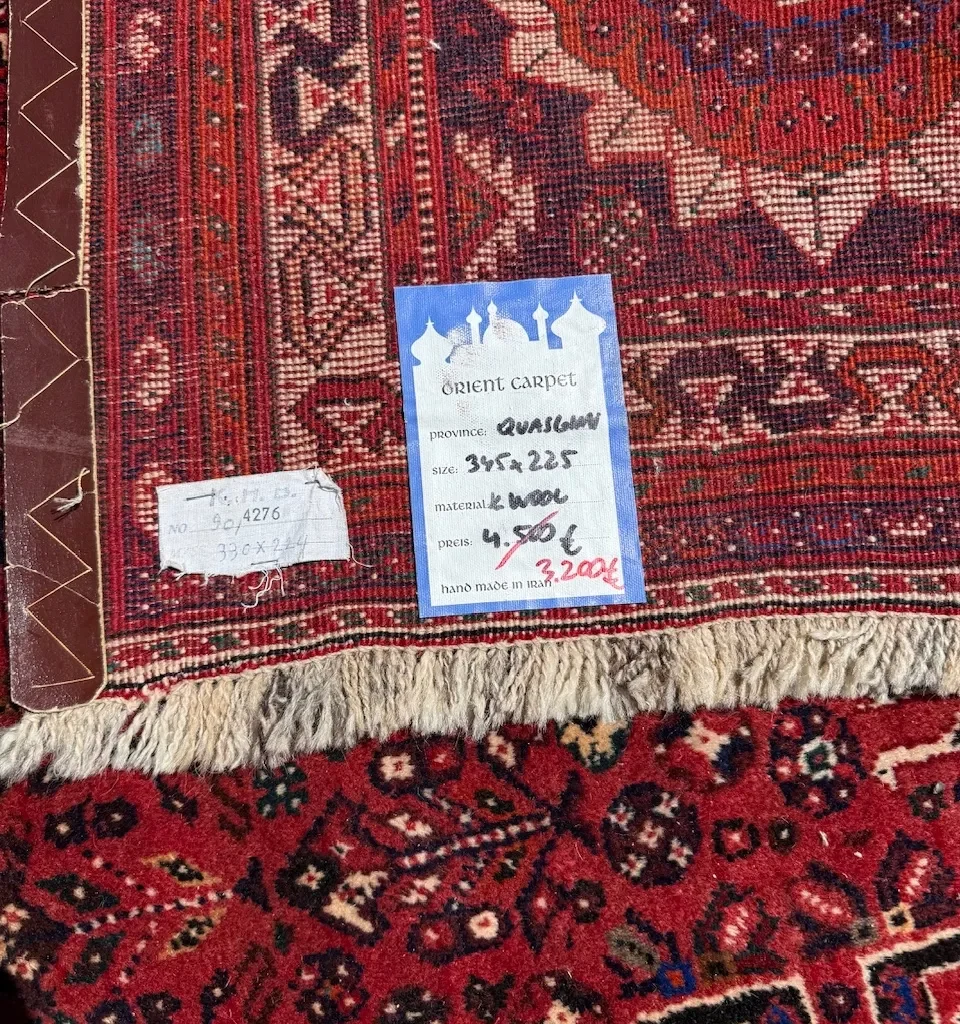 ORIENT CARPET
PROVINCE: QUASGHAI
SIZE: 345x225
MATERIAL: K WOOL
PREIS: 4.500 €
3.200€
HAND MADE IN IRAN
K.M.D.
NO 90/4276
330x224